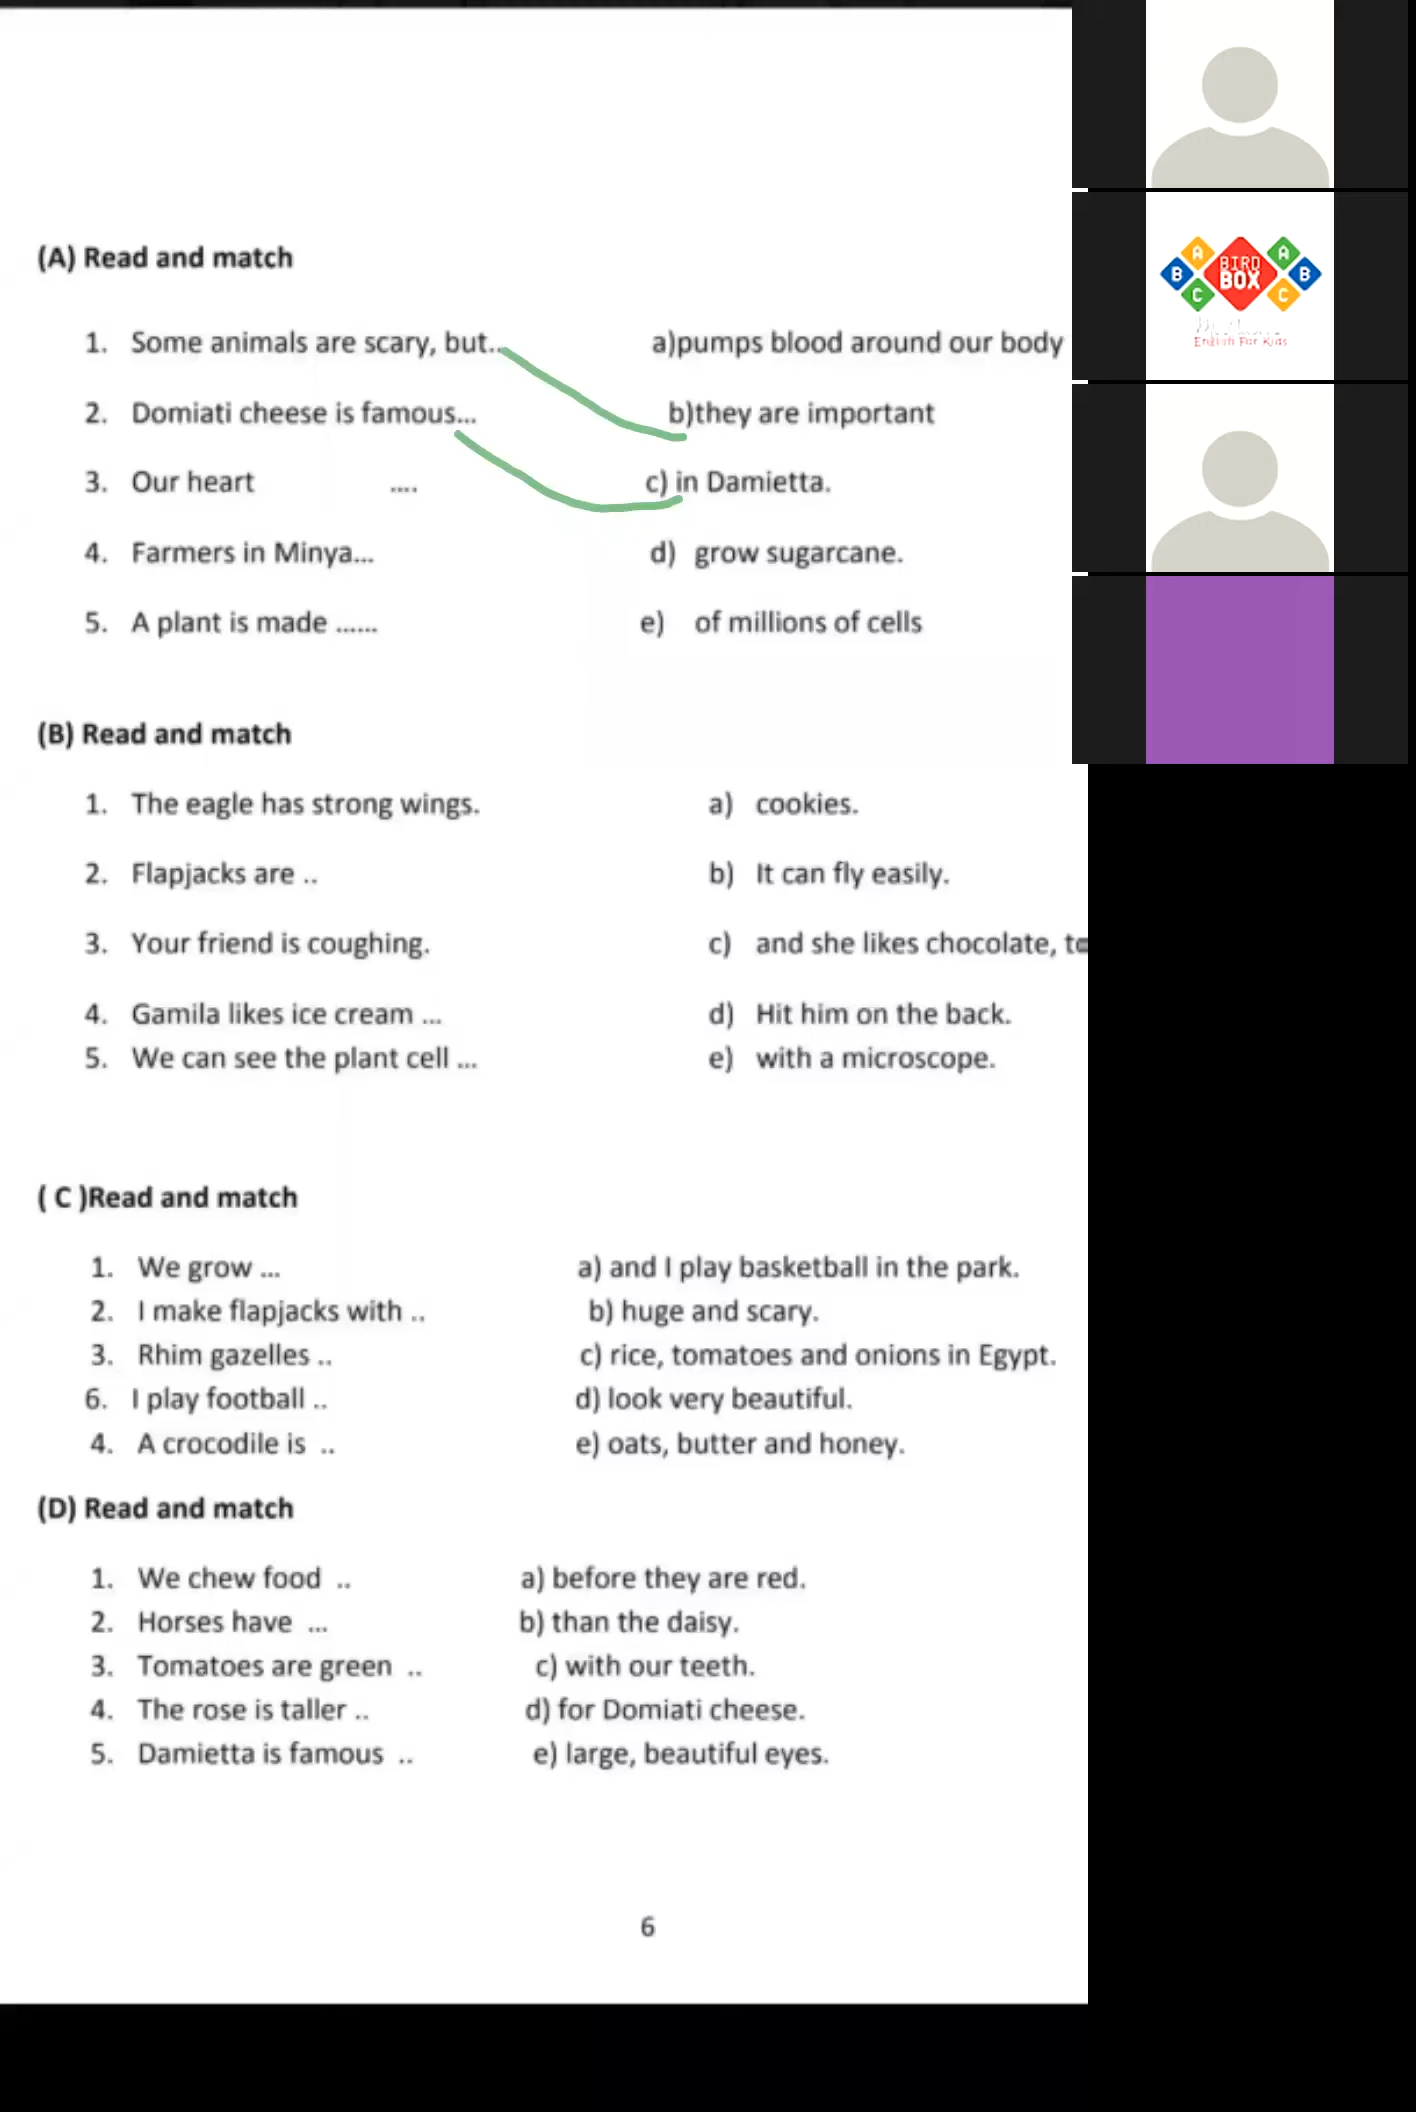 (A) Read and match
1. Some animals are scary, but... a)pumps blood around our body
2. Domiati cheese is famous... b)they are important
3. Our heart .... c) in Damietta.
4. Farmers in Minya... d) grow sugarcane.
5. A plant is made ...... e) of millions of cells
(B) Read and match
1. The eagle has strong wings. a) cookies.
2. Flapjacks are .. b) It can fly easily.
3. Your friend is coughing. c) and she likes chocolate,
4. Gamila likes ice cream ... d) Hit him on the back.
5. We can see the plant cell ... e) with a microscope.
( C )Read and match
1. We grow ... a) and I play basketball in the park.
2. I make flapjacks with .. b) huge and scary.
3. Rhim gazelles .. c) rice, tomatoes and onions in Egypt.
6. I play football .. d) look very beautiful.
4. A crocodile is .. e) oats, butter and honey.
(D) Read and match
1. We chew food .. a) before they are red.
2. Horses have ... b) than the daisy.
3. Tomatoes are green .. c) with our teeth.
4. The rose is taller .. d) for Domiati cheese.
5. Damietta is famous .. e) large, beautiful eyes.
6
A B C BIRD BOX A B C
English For Kids